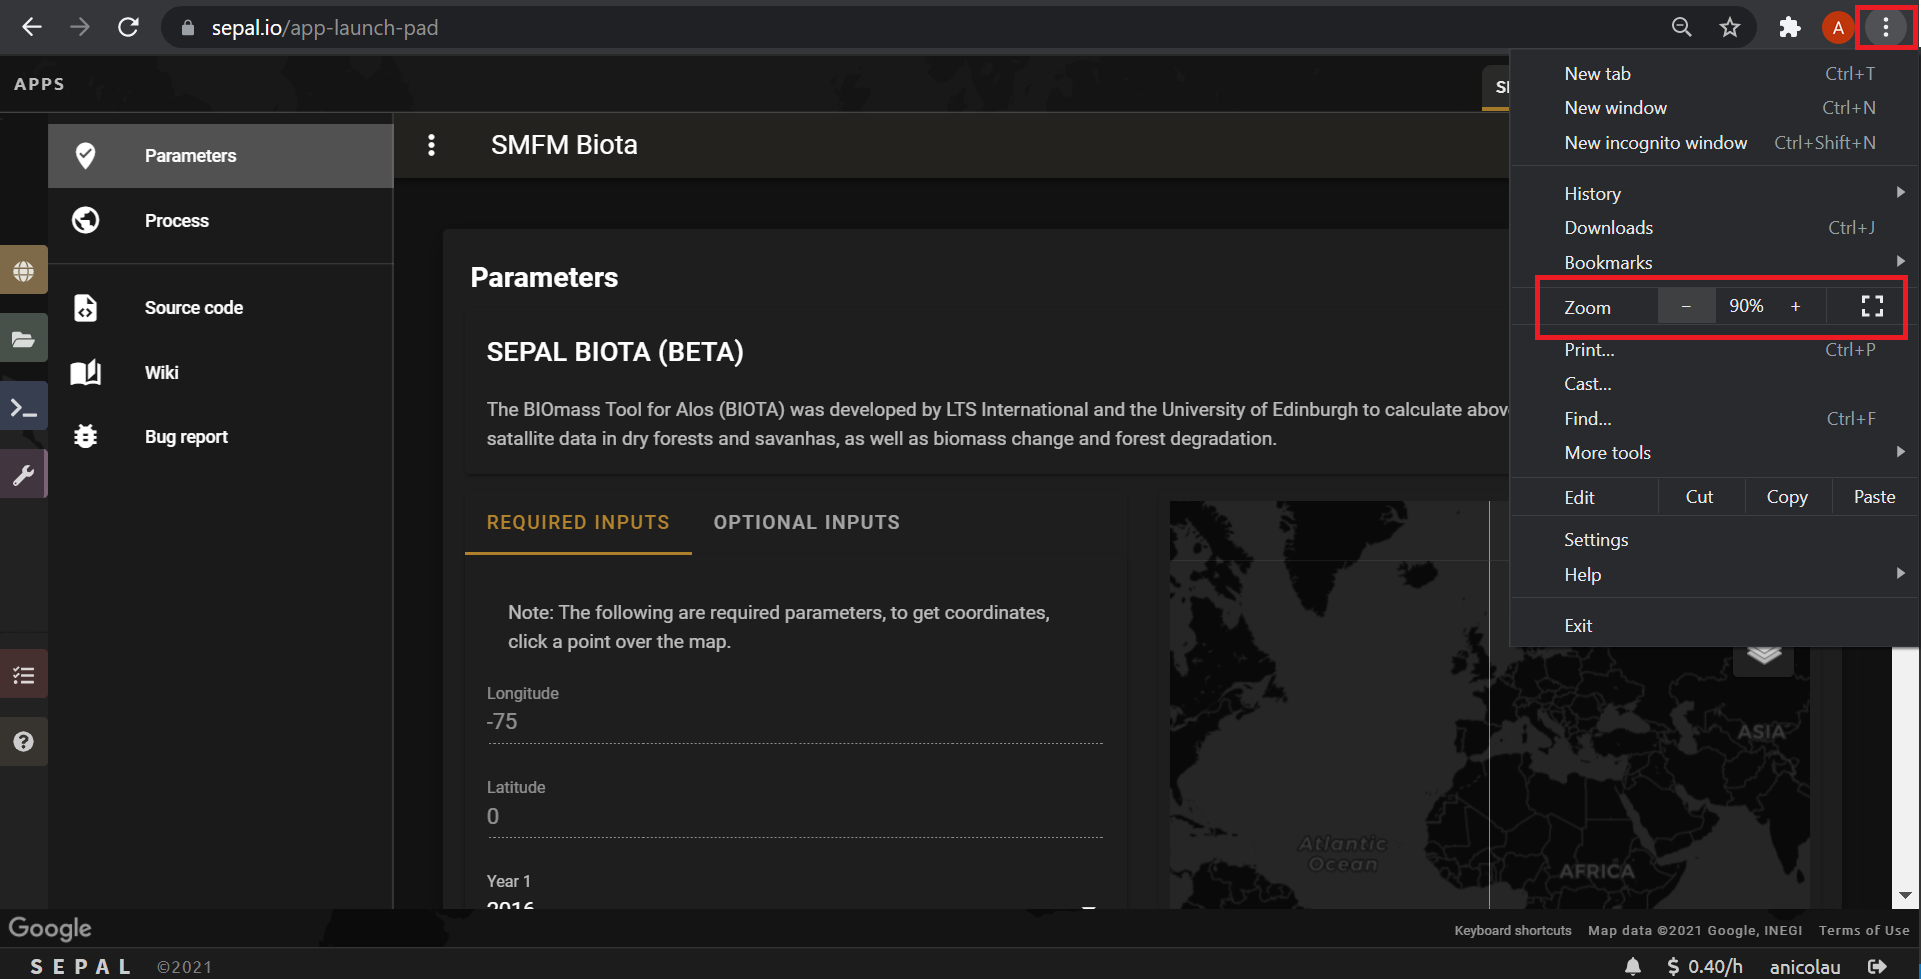 sepal.io/app-launch-pad
A
APPS
New tab Ctrl+T
New window Ctrl+N
New incognito window Ctrl+Shift+N
History
Downloads Ctrl+J
Bookmarks
Zoom − 90% +
Print... Ctrl+P
Cast...
Find... Ctrl+F
More tools
Edit Cut Copy Paste
Settings
Help
Exit
Parameters
Process
Source code
Wiki
Bug report
SMFM Biota
Parameters
SEPAL BIOTA (BETA)
The BIOmass Tool for Alos (BIOTA) was developed by LTS International and the University of Edinburgh to calculate
satallite data in dry forests and savanhas, as well as biomass change and forest degradation.
REQUIRED INPUTS OPTIONAL INPUTS
Note: The following are required parameters, to get coordinates,
click a point over the map.
Longitude
-75
Latitude
0
Year 1
2016
ASIA
Atlantic
Ocean
AFRICA
Google
Keyboard shortcuts Map data ©2021 Google, INEGI Terms of Use
SEPAL ©2021
$ 0.40/h anicolau